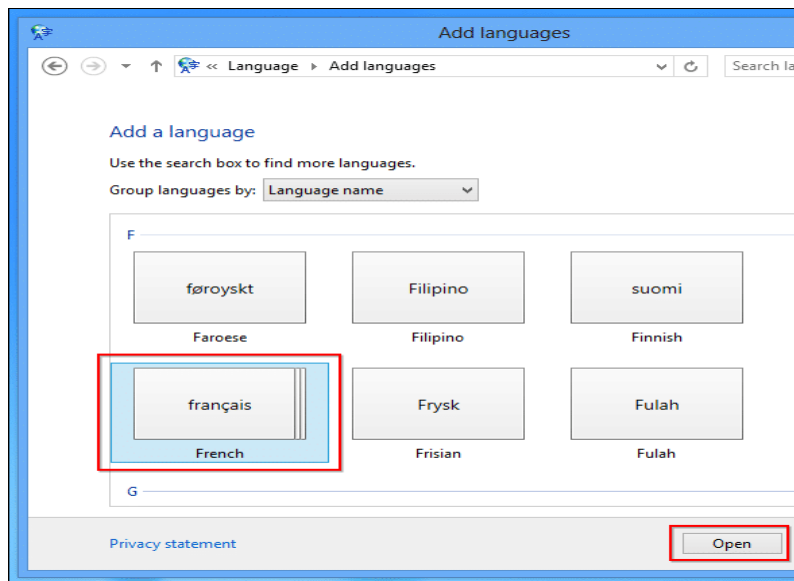 Add languages
« Language ▸ Add languages
Search la
Add a language
Use the search box to find more languages.
Group languages by: Language name
F
føroyskt Filipino suomi
Faroese Filipino Finnish
français Frysk Fulah
French Frisian Fulah
G
Privacy statement Open